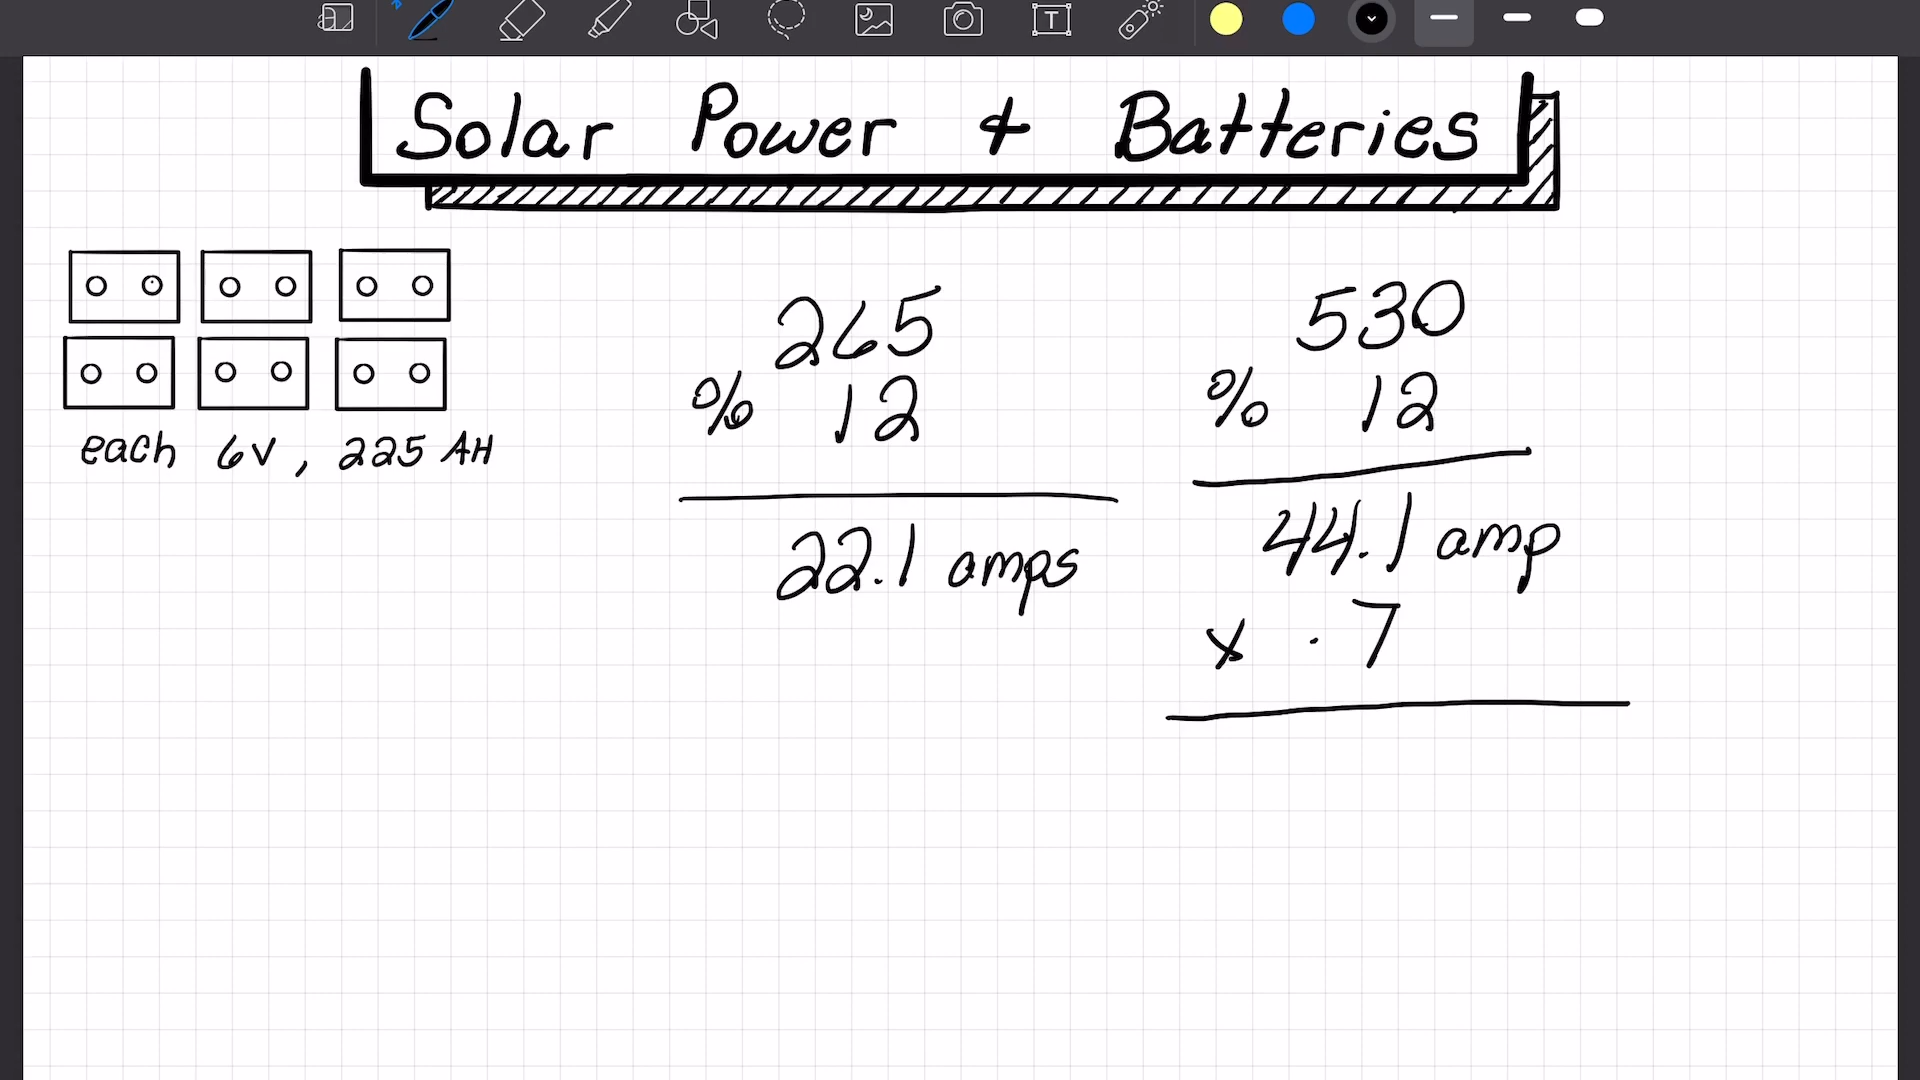 Solar Power & Batteries
each 6V, 225 AH
265
% 12
22.1 amps
530
% 12
44.1 amp
x .7